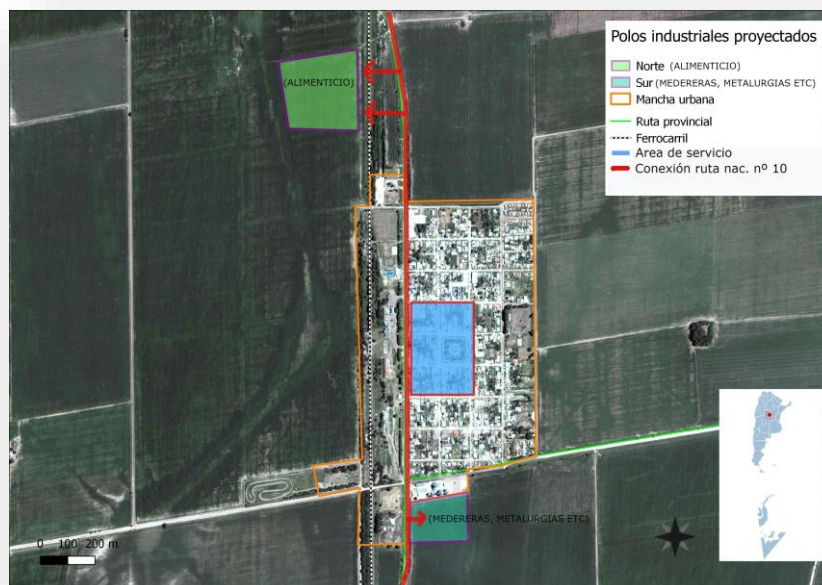 Polos industriales proyectados
Norte (ALIMENTICIO)
Sur (MEDERERAS, METALURGIAS ETC)
Mancha urbana
Ruta provincial
Ferrocarril
Area de servicio
Conexión ruta nac. nº 10
(ALIMENTICIO)
(MEDERERAS, METALURGIAS ETC)
0 100 200 m